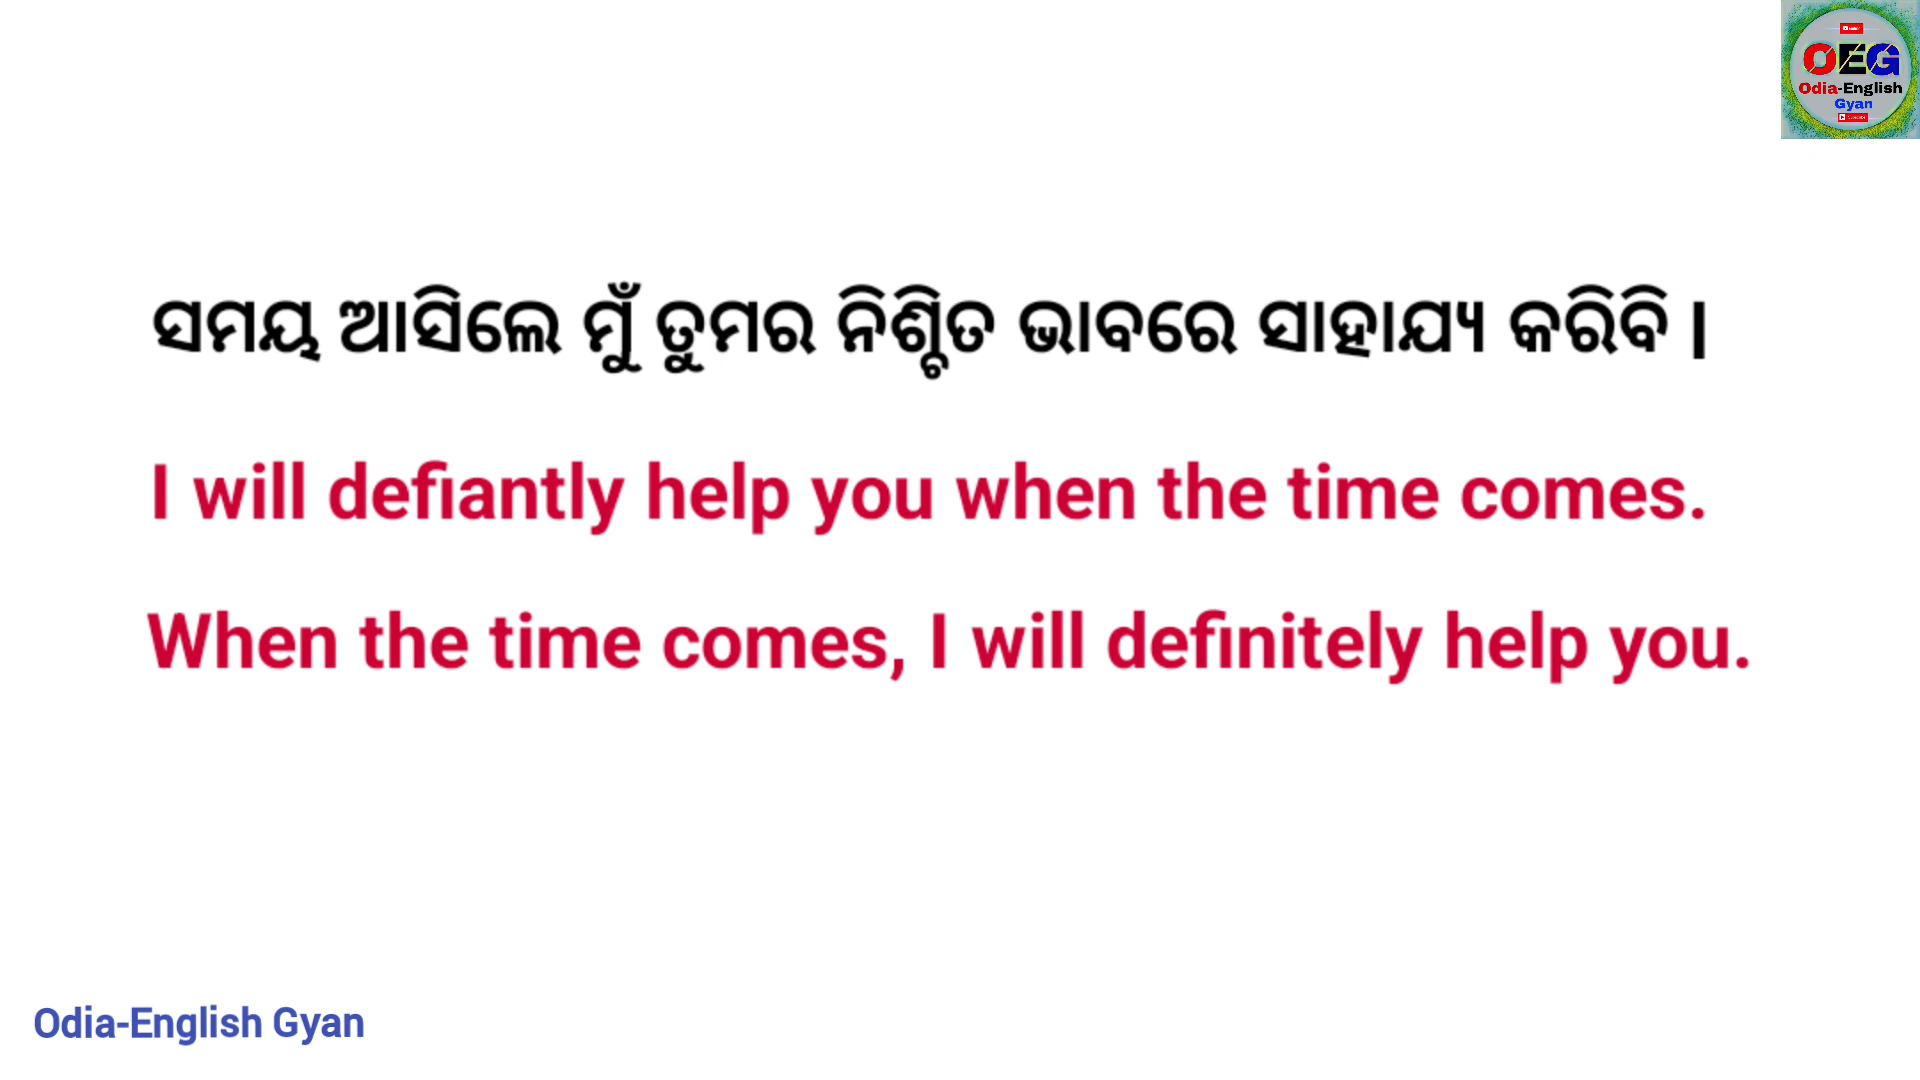 OEG
Odia-English
Gyan
ସମୟ ଆସିଲେ ମୁଁ ତୁମର ନିଶ୍ଚିତ ଭାବରେ ସାହାଯ୍ୟ କରିବି |
I will defiantly help you when the time comes.
When the time comes, I will definitely help you.
Odia-English Gyan